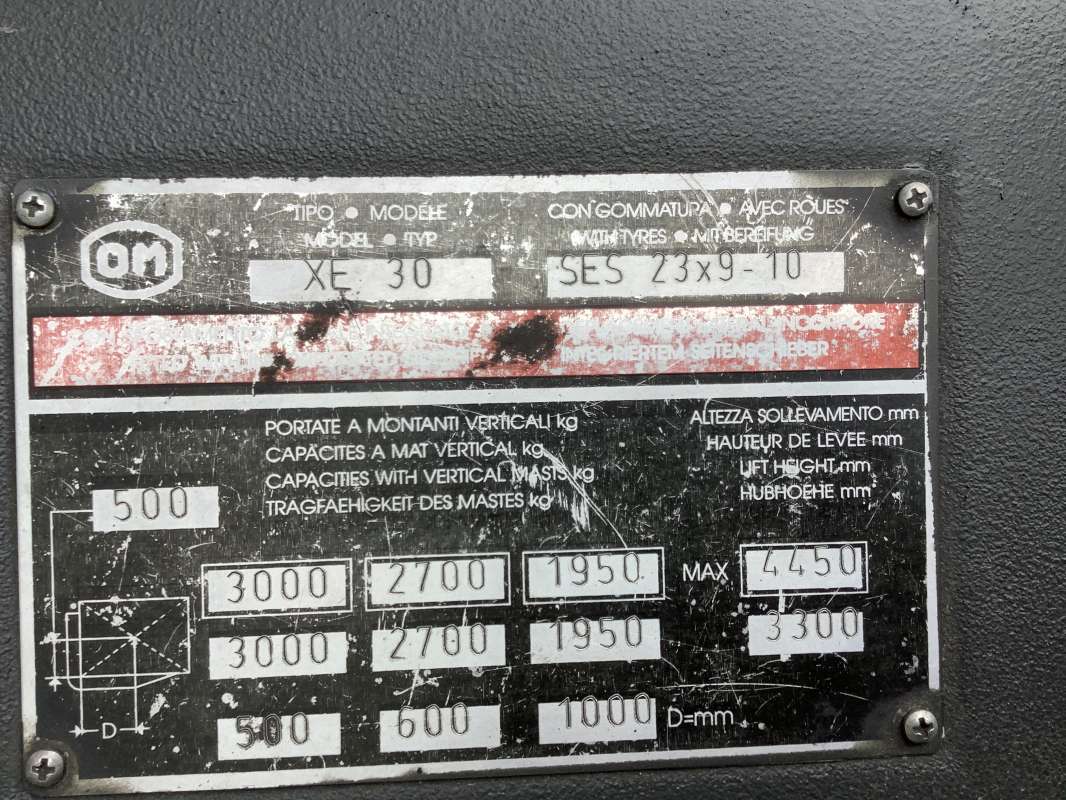 OM
TIPO • MODÈLE
MODEL • TYP
XE 30
CON GOMMATURA • AVEC ROUES
WITH TYRES • MIT BEREIFUNG
SES 23x9-10
INTEGRIERTEM SEITENSCHIEBER
PORTATE A MONTANTI VERTICALI kg
CAPACITES A MAT VERTICAL kg
CAPACITIES WITH VERTICAL MASTS kg
TRAGFAEHIGKEIT DES MASTES kg
ALTEZZA SOLLEVAMENTO mm
HAUTEUR DE LEVEE mm
LIFT HEIGHT mm
HUBHOEHE mm
500
3000 2700 1950 MAX 4450
3000 2700 1950 3300
500 600 1000 D=mm
D